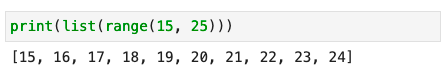 print(list(range(15, 25)))
[15, 16, 17, 18, 19, 20, 21, 22, 23, 24]